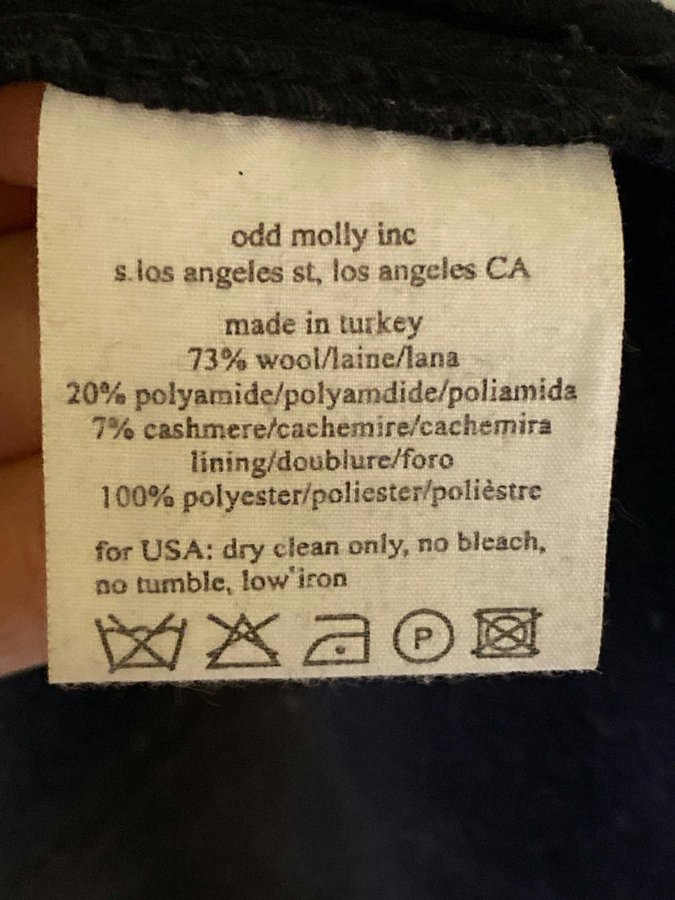 odd molly inc
s.los angeles st, los angeles CA
made in turkey
73% wool/laine/lana
20% polyamide/polyamdide/poliamida
7% cashmere/cachemire/cachemira
lining/doublure/foro
100% polyester/poliester/polièstre
for USA: dry clean only, no bleach,
no tumble, low iron
P